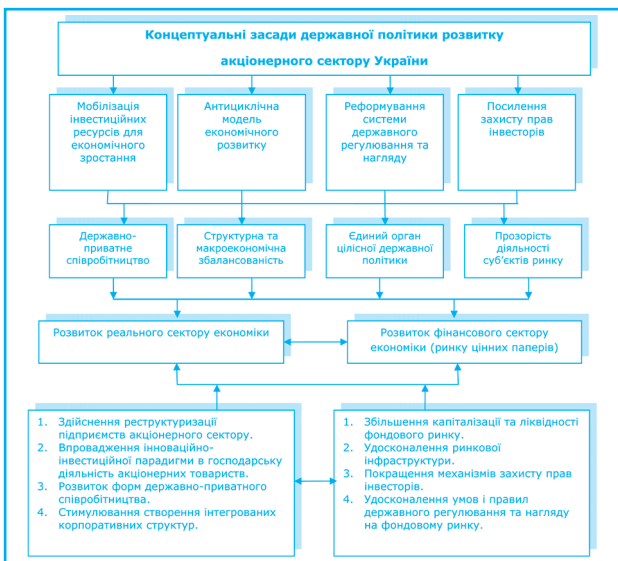 Концептуальні засади державної політики розвитку
акціонерного сектору України
Мобілізація
інвестиційних
ресурсів для
економічного
зростання
Антициклічна
модель
економічного
розвитку
Реформування
системи
державного
регулювання та
нагляду
Посилення
захисту прав
інвесторів
Державно-
приватне
співробітництво
Структурна та
макроекономічна
збалансованість
Єдиний орган
цілісної державної
політики
Прозорість
діяльності
суб’єктів ринку
Розвиток реального сектору економіки
Розвиток фінансового сектору
економіки (ринку цінних паперів)
1. Здійснення реструктуризації
підприємств акціонерного сектору.
2. Впровадження інноваційно-
інвестиційної парадигми в господарську
діяльність акціонерних товариств.
3. Розвиток форм державно-приватного
співробітництва.
4. Стимулювання створення інтегрованих
корпоративних структур.
1. Збільшення капіталізації та ліквідності
фондового ринку.
2. Удосконалення ринкової
інфраструктури.
3. Покращення механізмів захисту прав
інвесторів.
4. Удосконалення умов і правил
державного регулювання та нагляду
на фондовому ринку.